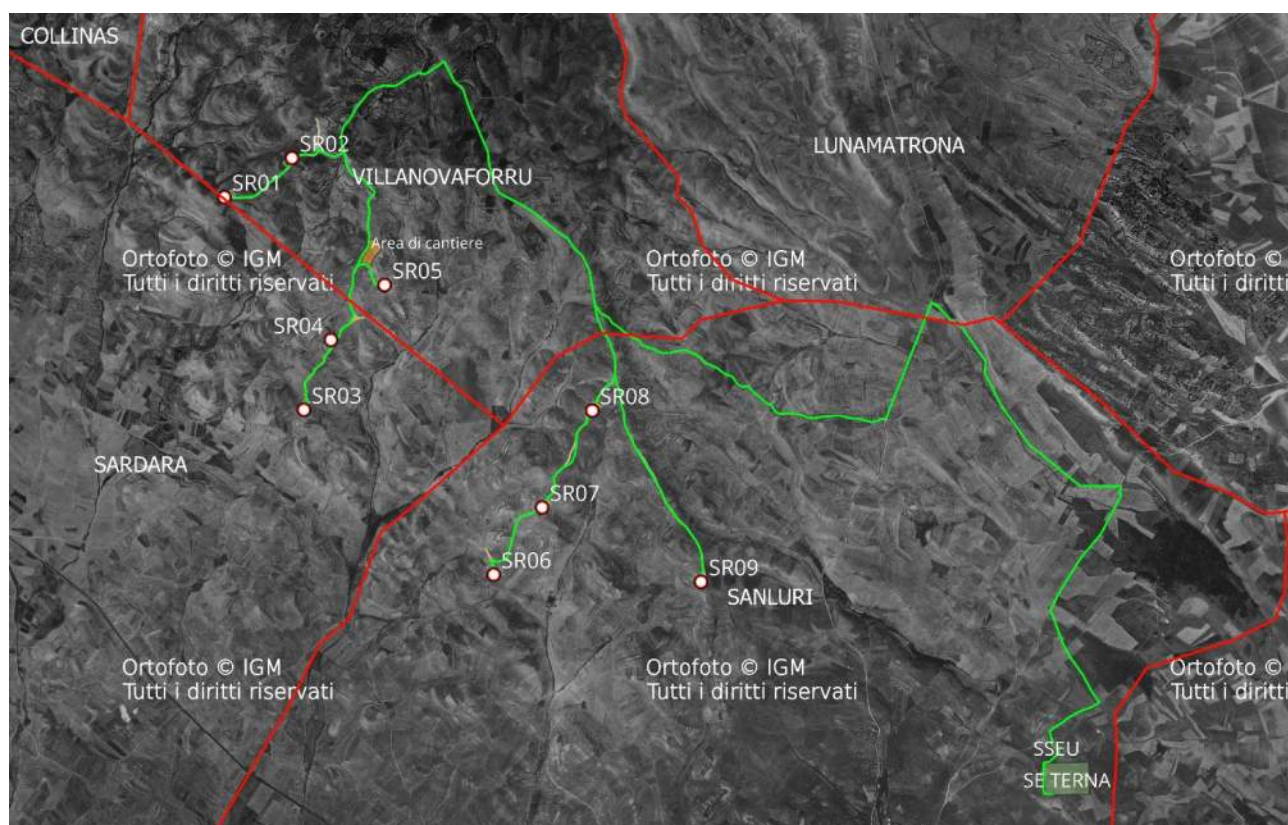 COLLINAS
SR02
LUNAMATRONA
SR01
VILLANOVAFORRU
Area di cantiere
Ortofoto © IGM
Tutti i diritti riservati
Ortofoto © IGM
Tutti i diritti riservati
Ortofoto ©
Tutti i diritti
SR05
SR04
SR03
SR08
SARDARA
SR07
SR06
SR09
SANLURI
Ortofoto © IGM
Tutti i diritti riservati
Ortofoto © IGM
Tutti i diritti riservati
Ortofoto ©
Tutti i diritti
SSEU
SE TERNA